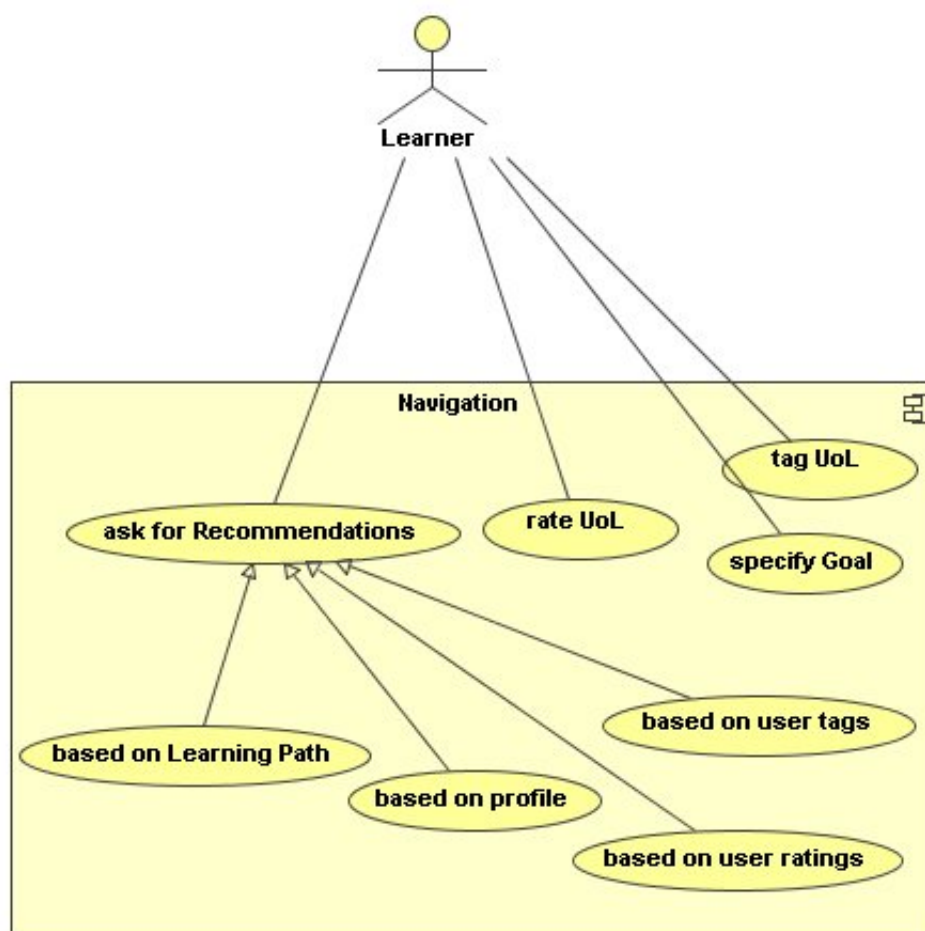 Learner
Navigation
tag UoL
ask for Recommendations
rate UoL
specify Goal
based on user tags
based on Learning Path
based on profile
based on user ratings